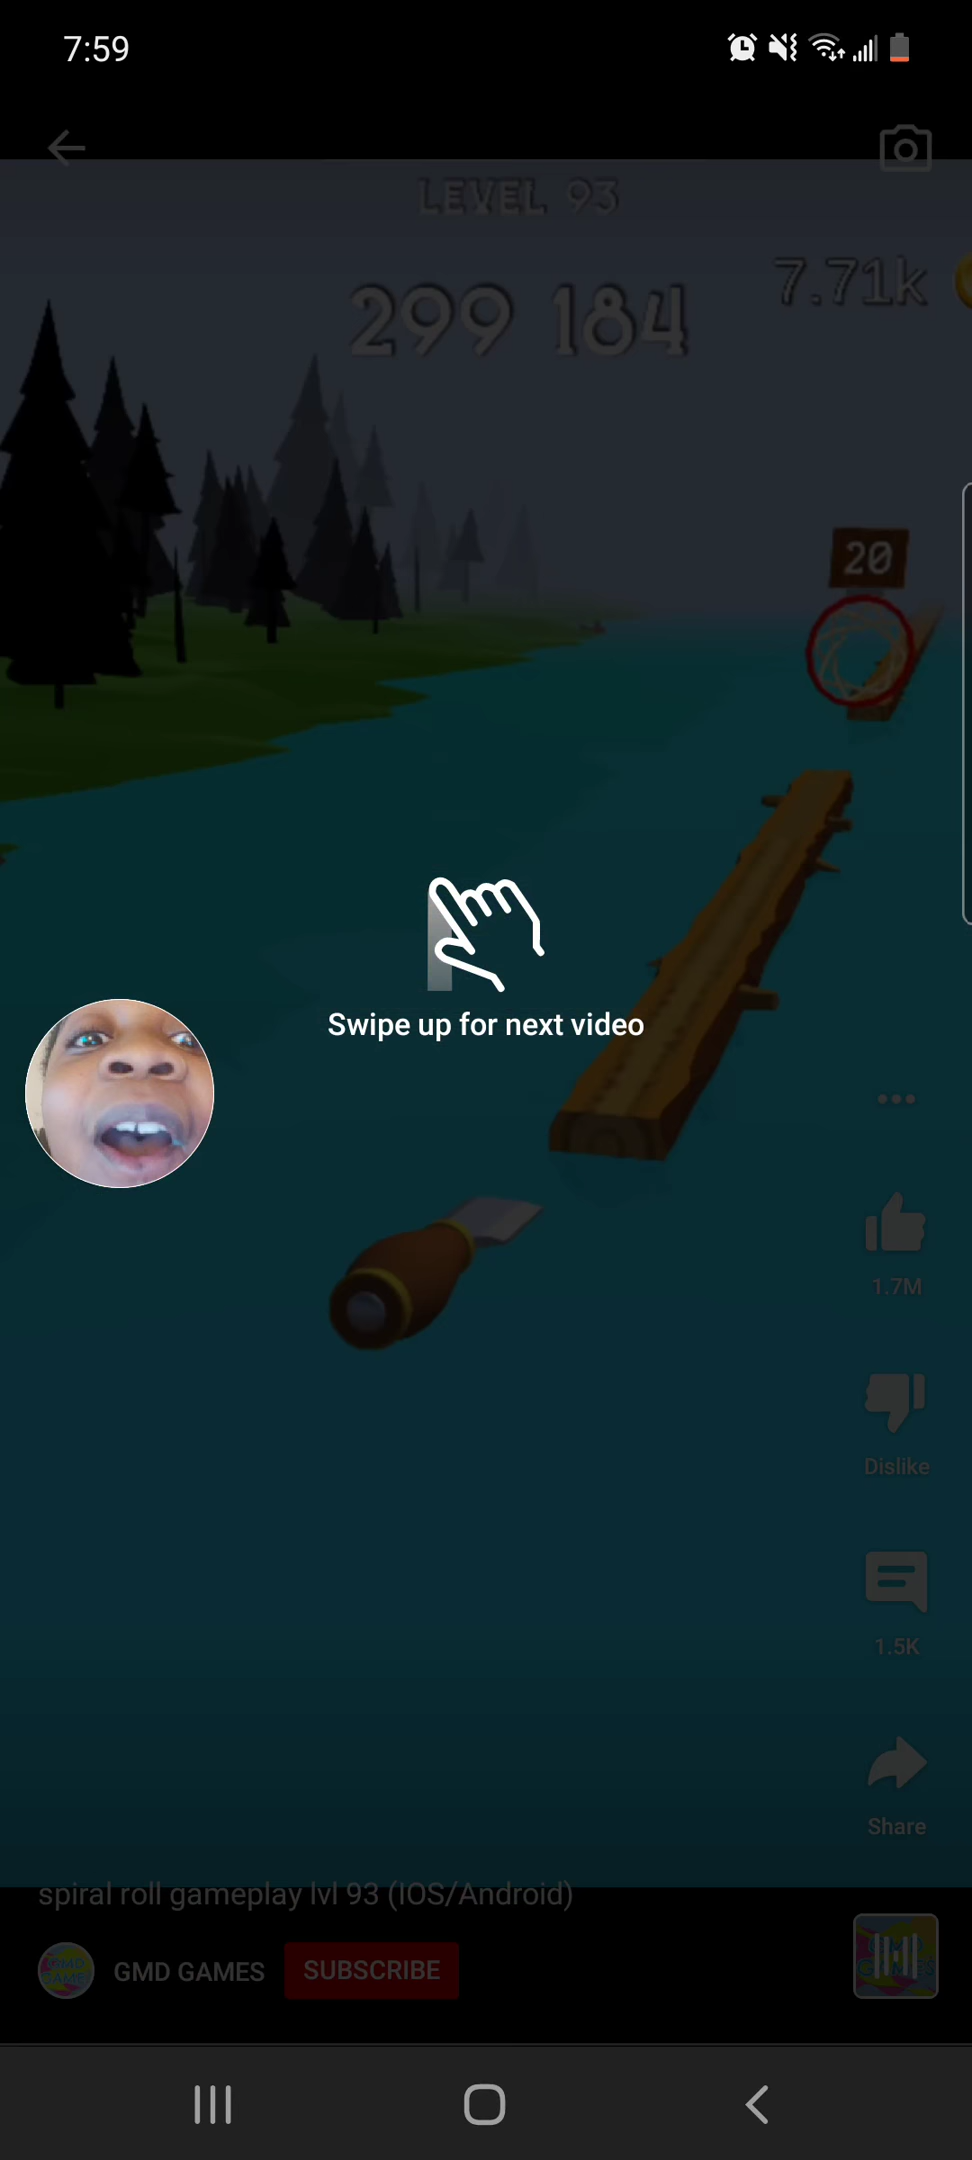 7:59
LEVEL 93
299 184
7.71k
20
Swipe up for next video
1.7M
Dislike
1.5K
Share
spiral roll gameplay lvl 93 (IOS/Android)
GMD GAMES
SUBSCRIBE